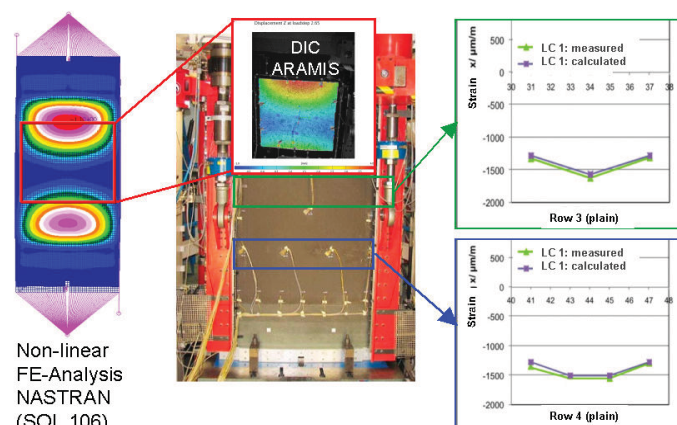 Displacement Z at loadstep 2.65
DIC
ARAMIS
Non-linear
FE-Analysis
NASTRAN
(SOL 106)
Strain x/ µm/m
1000
500
0
-500
-1000
-1500
-2000
LC 1: measured
LC 1: calculated
30 31 32 33 34 35 36 37 38
Row 3 (plain)
Strain x/ µm/m
1000
500
0
-500
-1000
-1500
-2000
LC 1: measured
LC 1: calculated
40 41 42 43 44 45 46 47 48
Row 4 (plain)